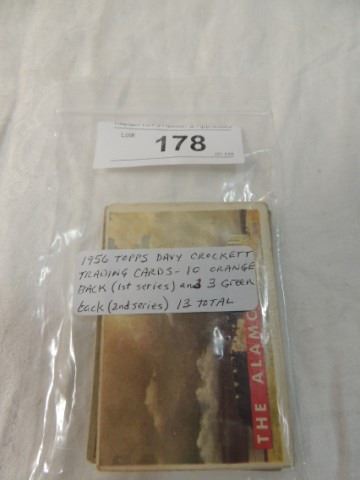 LOT#
178
1956 TOPPS DAVY CROCKETT
TRADING CARDS - 10 ORANGE
BACK (1st series) and 3 Green
back (2nd series) 13 TOTAL
THE ALAMO